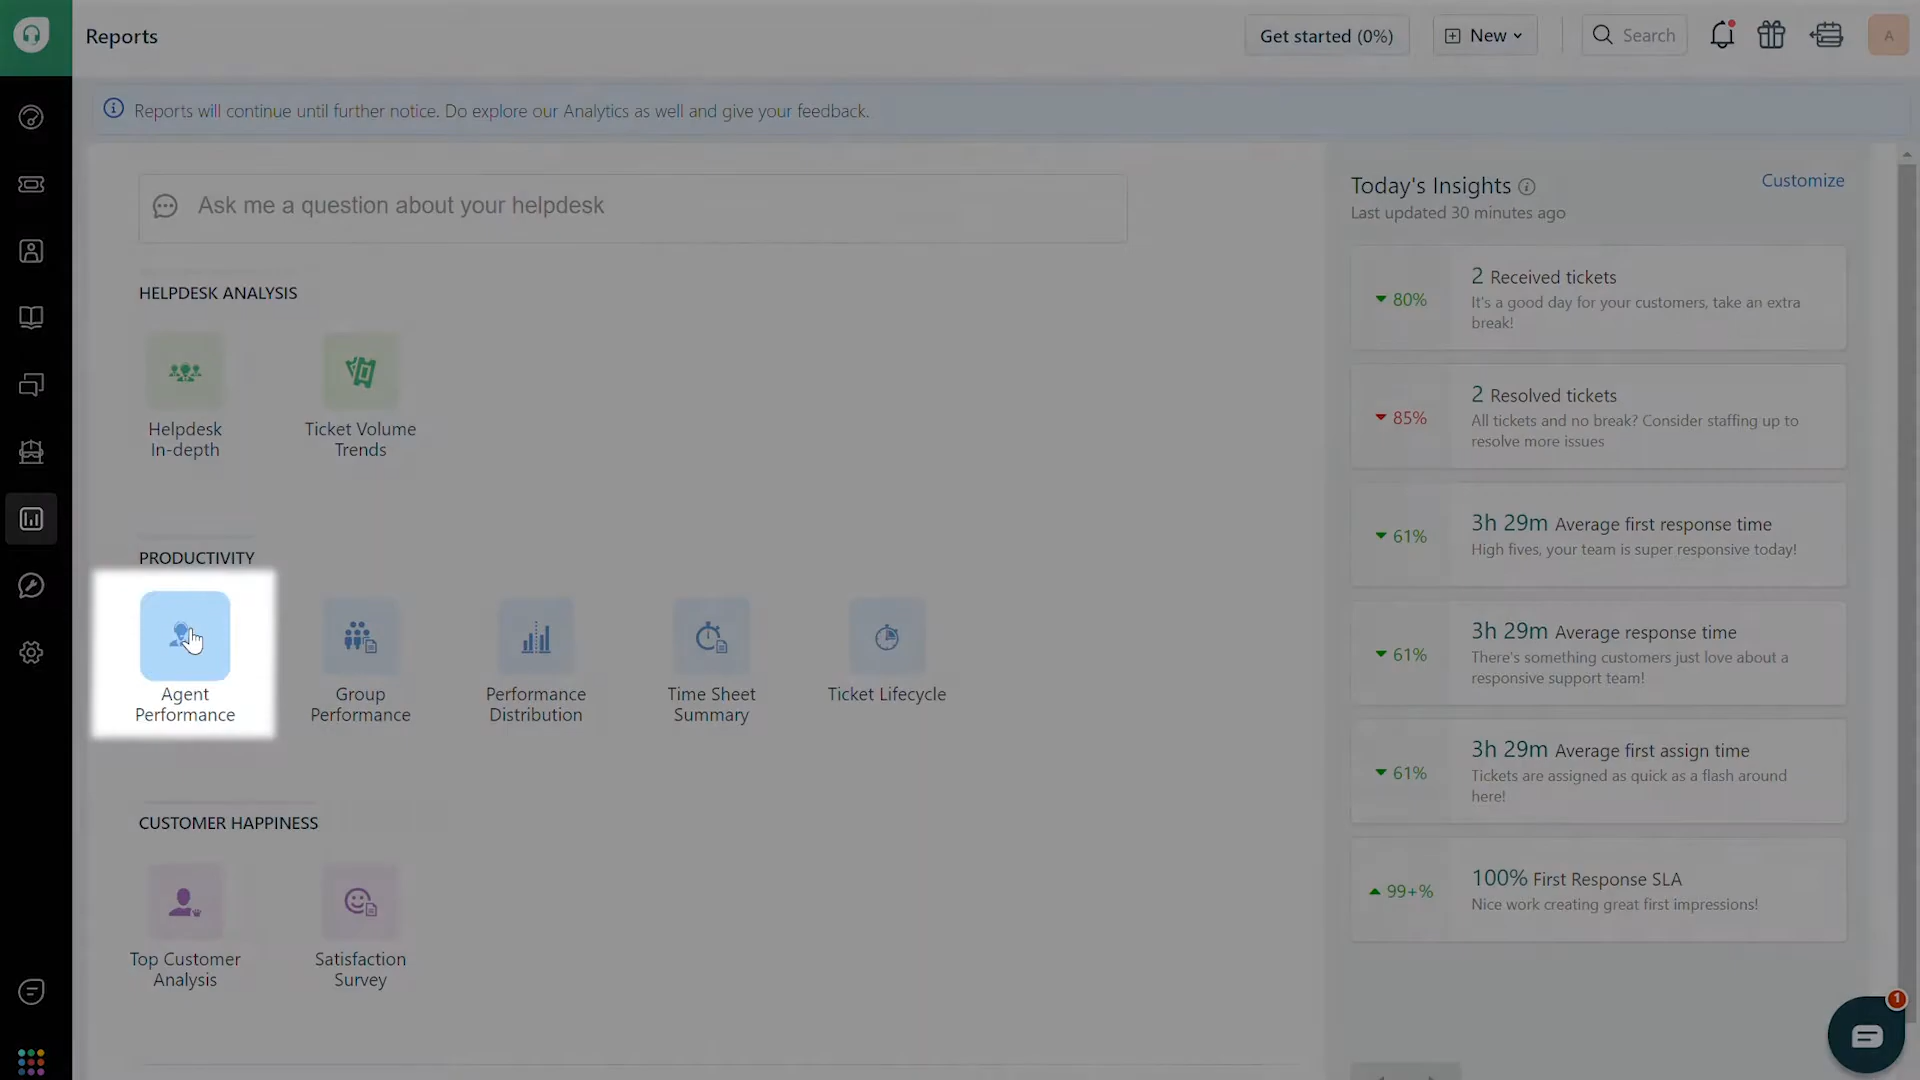 Reports
Get started (0%)
New
Search
A
Reports will continue until further notice. Do explore our Analytics as well and give your feedback.
Ask me a question about your helpdesk
HELPDESK ANALYSIS
Helpdesk
In-depth
Ticket Volume
Trends
PRODUCTIVITY
Agent
Performance
Group
Performance
Performance
Distribution
Time Sheet
Summary
Ticket Lifecycle
CUSTOMER HAPPINESS
Top Customer
Analysis
Satisfaction
Survey
Today's Insights
Customize
Last updated 30 minutes ago
80%
2 Received tickets
It's a good day for your customers, take an extra
break!
85%
2 Resolved tickets
All tickets and no break? Consider staffing up to
resolve more issues
61%
3h 29m Average first response time
High fives, your team is super responsive today!
61%
3h 29m Average response time
There's something customers just love about a
responsive support team!
61%
3h 29m Average first assign time
Tickets are assigned as quick as a flash around
here!
99+%
100% First Response SLA
Nice work creating great first impressions!
1